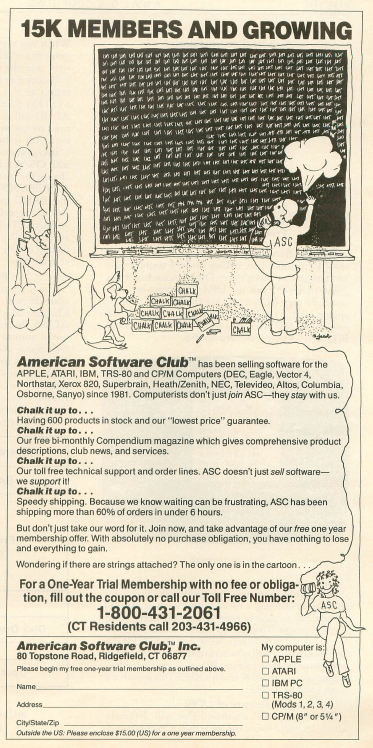 15K MEMBERS AND GROWING
ASC
CHALK
CHALK
CHALK
CHALK
CHALK
CHALK
CHALK
CHALK
CHALK
CHALK
CHALK
American Software Club™ has been selling software for the
APPLE, ATARI, IBM, TRS-80 and CP/M Computers (DEC, Eagle, Vector 4,
Northstar, Xerox 820, Superbrain, Heath/Zenith, NEC, Televideo, Altos, Columbia,
Osborne, Sanyo) since 1981. Computerists don't just join ASC—they stay with us.
Chalk it up to...
Having 600 products in stock and our "lowest price" guarantee.
Chalk it up to...
Our free bi-monthly Compendium magazine which gives comprehensive product
descriptions, club news, and services.
Chalk it up to...
Our toll free technical support and order lines. ASC doesn't just sell software—
we support it!
Chalk it up to...
Speedy shipping. Because we know waiting can be frustrating, ASC has been
shipping more than 60% of orders in under 6 hours.
But don't just take our word for it. Join now, and take advantage of our free one year
membership offer. With absolutely no purchase obligation, you have nothing to lose
and everything to gain.
Wondering if there are strings attached? The only one is in the cartoon...
For a One-Year Trial Membership with no fee or obliga-
tion, fill out the coupon or call our Toll Free Number:
1-800-431-2061
(CT Residents call 203-431-4966)
ASC
American Software Club,™ Inc.
80 Topstone Road, Ridgefield, CT 06877
Please begin my free one-year membership as outlined above.
Name
Address
City/State/Zip
Outside the US: Please enclose $15.00 (US) for a one year membership.
My computer is:
☐ APPLE
☐ ATARI
☐ IBM PC
☐ TRS-80
(Mods 1, 2, 3, 4)
☐ CP/M (8" or 5¼")